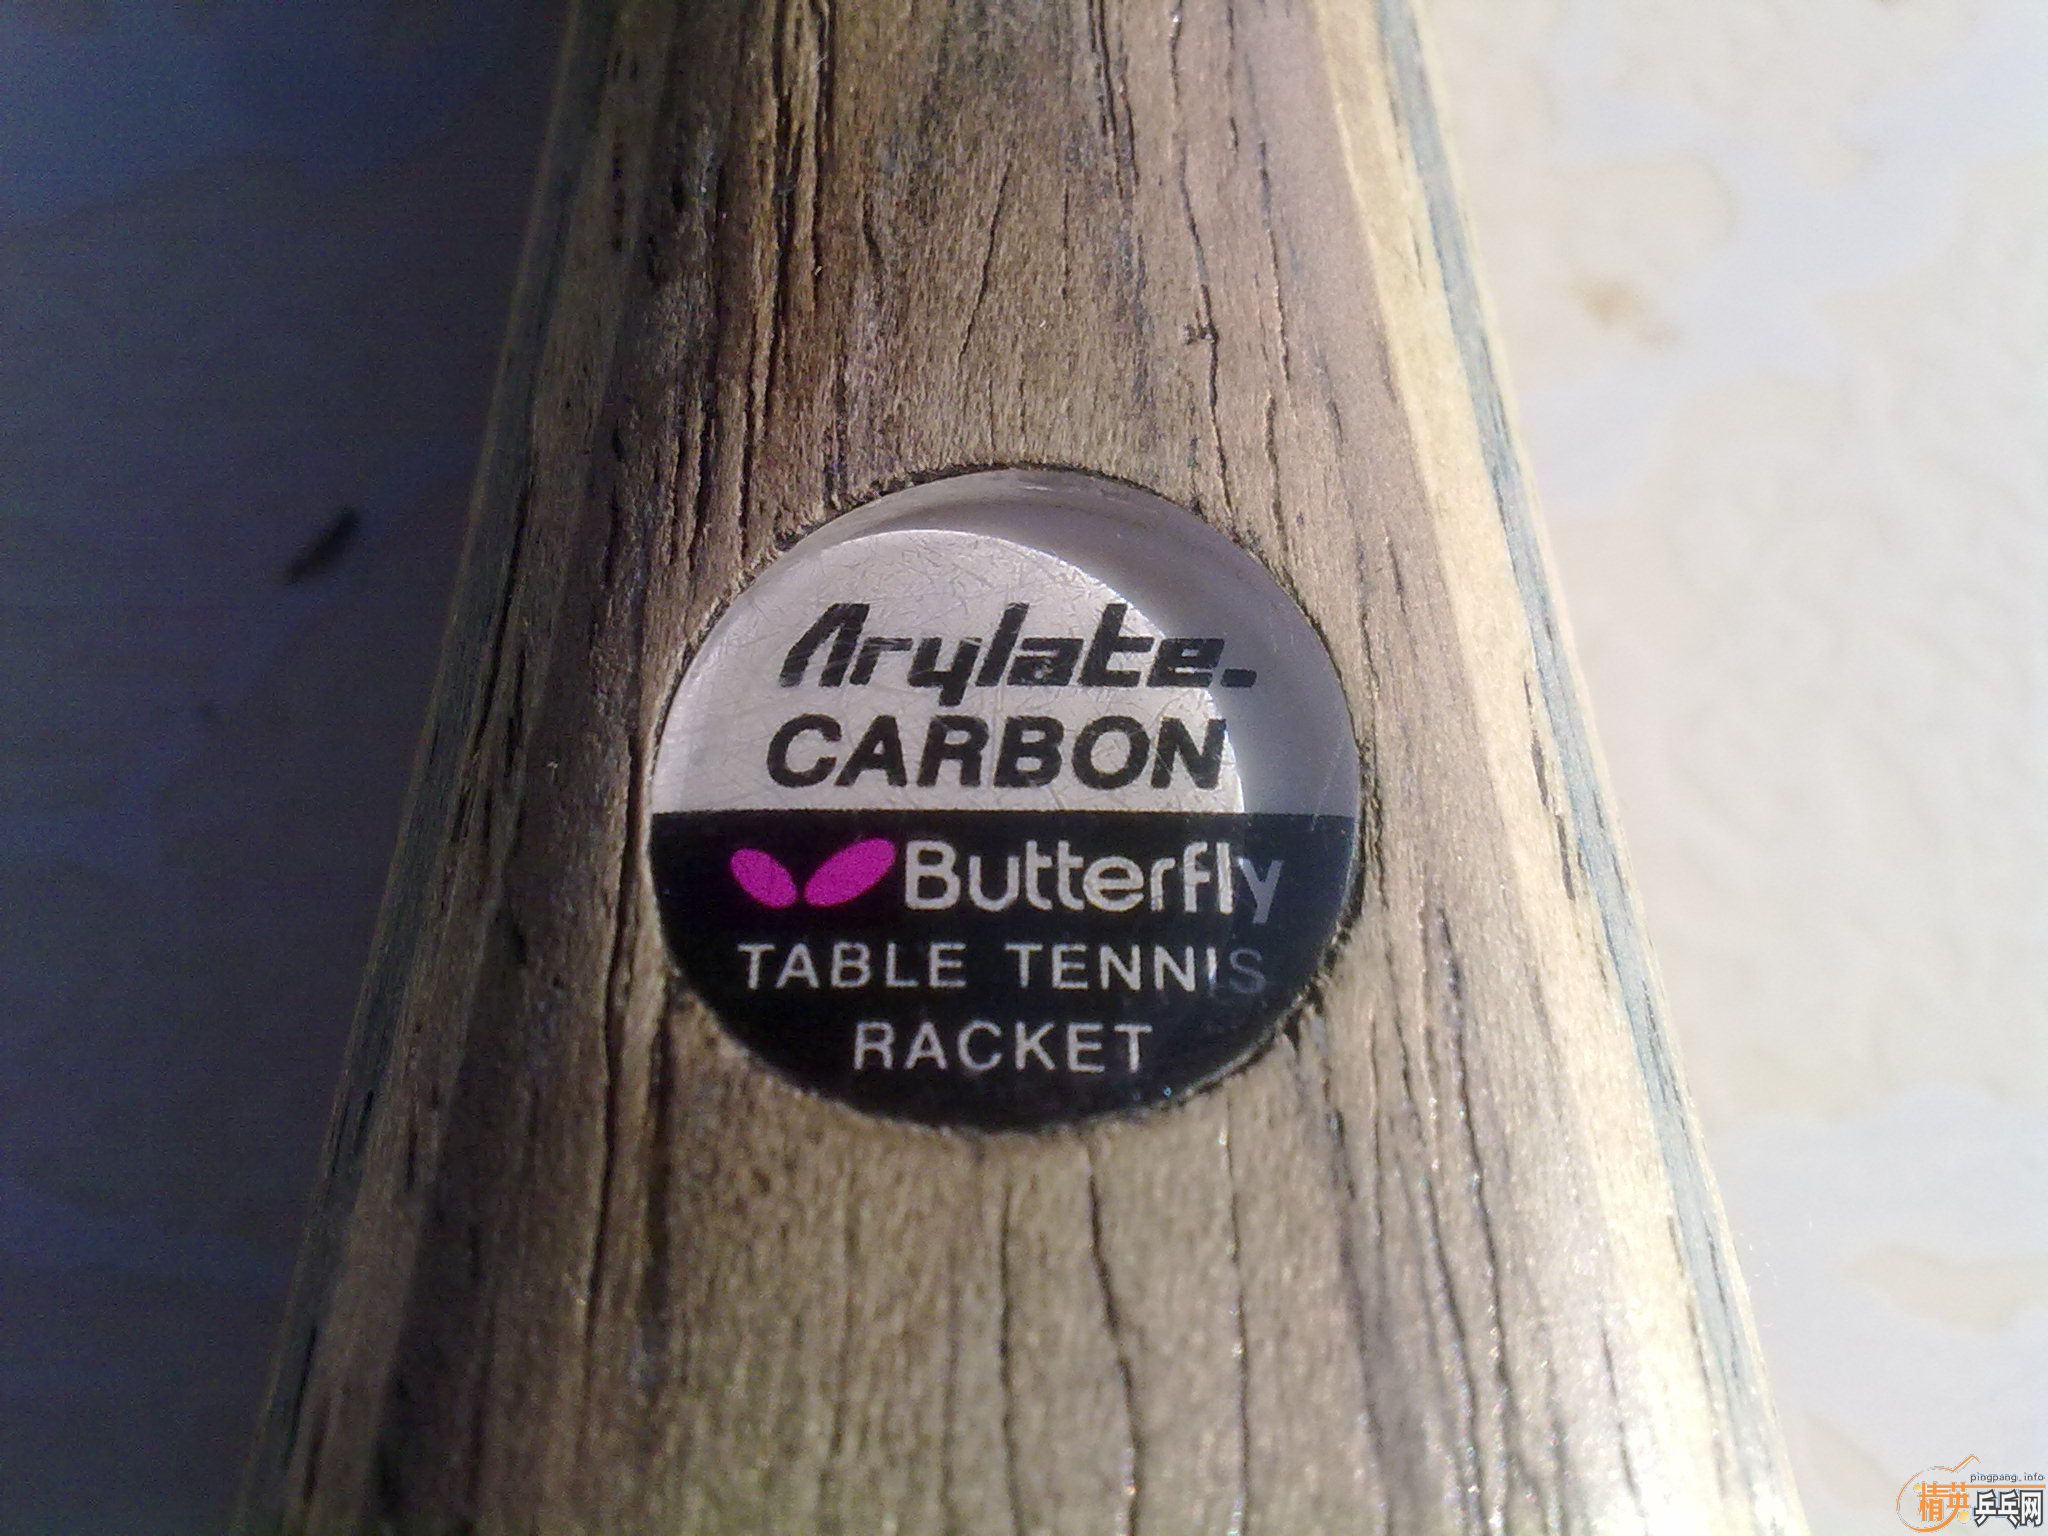 Arylate-
CARBON
Butterfly
TABLE TENNIS
RACKET
pingpang.info
精英乒乓网